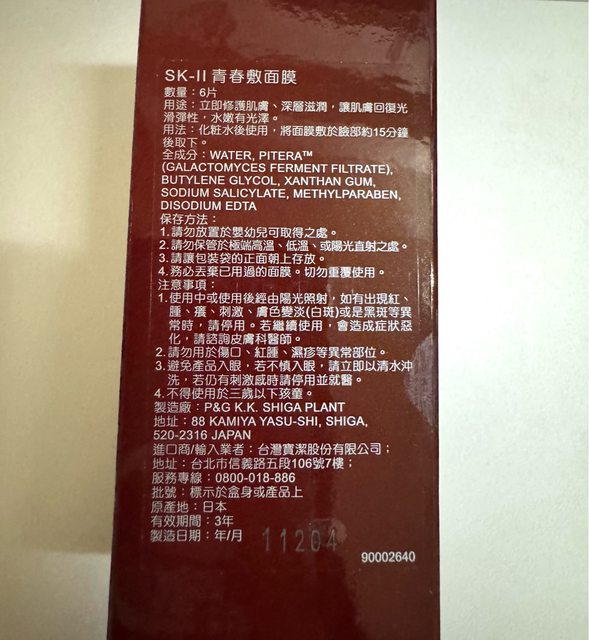 SK-II 青春敷面膜
數量：6片
用途：立即修護肌膚、深層滋潤，讓肌膚回復光
滑彈性，水嫩有光澤。
用法：化粧水後使用，將面膜敷於臉部約15分鐘
後取下。
全成分：WATER, PITERA™
(GALACTOMYCES FERMENT FILTRATE),
BUTYLENE GLYCOL, XANTHAN GUM,
SODIUM SALICYLATE, METHYLPARABEN,
DISODIUM EDTA
保存方法：
1.請勿放置於嬰幼兒可取得之處。
2.請勿保管於極端高溫、低溫、或陽光直射之處。
3.請讓包裝袋的正面朝上存放。
4.務必丟棄已用過的面膜。切勿重覆使用。
注意事項：
1.使用中或使用後經由陽光照射，如有出現紅、
腫、癢、刺激、膚色變淡(白斑)或是黑斑等異
常時，請停用。若繼續使用，會造成症狀惡
化，請諮詢皮膚科醫師。
2.請勿用於傷口、紅腫、濕疹等異常部位。
3.避免產品入眼，若不慎入眼，請立即以清水沖
洗，若仍有刺激感時請停用並就醫。
4.不得使用於三歲以下孩童。
製造廠：P&G K.K. SHIGA PLANT
地址：88 KAMIYA YASU-SHI, SHIGA,
520-2316 JAPAN
進口商/輸入業者：台灣寶潔股份有限公司；
地址：台北市信義路五段106號7樓；
服務專線：0800-018-886
批號：標示於盒身或產品上
原產地：日本
有效期間：3年
製造日期：年/月 11204
90002640